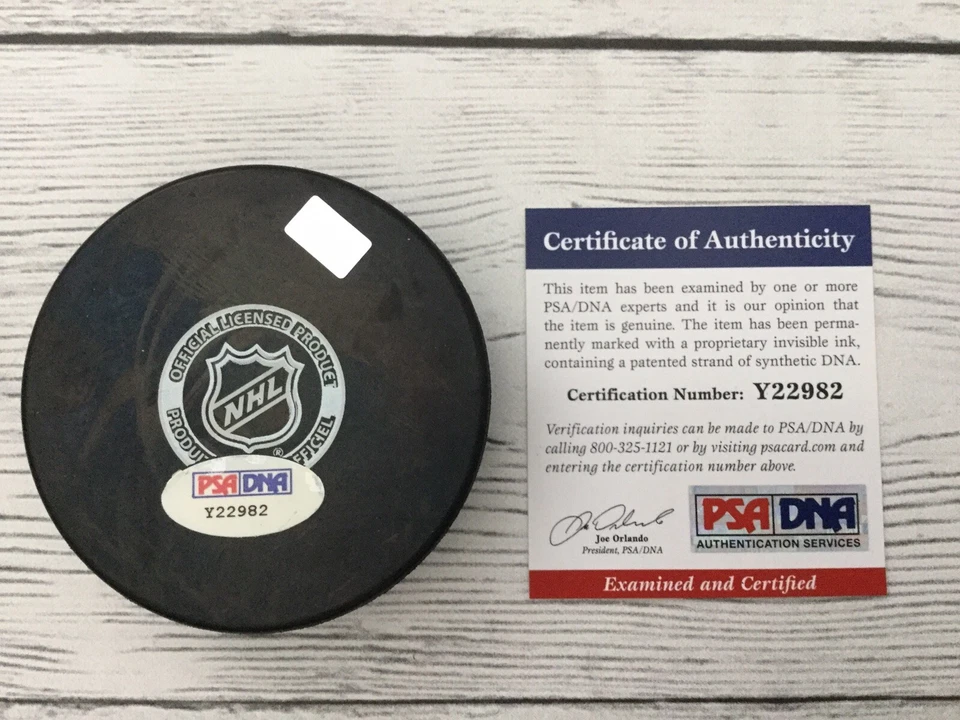 OFFICIAL LICENSED PRODUCT
NHL
®
PSA DNA
Y22982
Certificate of Authenticity
This item has been examined by one or more
PSA/DNA experts and it is our opinion that
the item is genuine. The item has been perma-
nently marked with a proprietary invisible ink,
containing a patented strand of synthetic DNA.
Certification Number: Y22982
Verification inquiries can be made to PSA/DNA by
calling 800-325-1121 or by visiting psacard.com and
entering the certification number above.
Joe Orlando
President, PSA/DNA
PSA DNA
AUTHENTICATION SERVICES
Examined and Certified